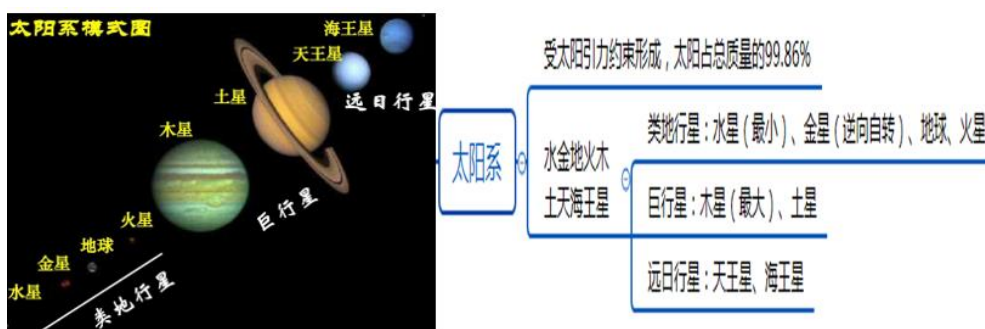 太阳系模式图
海王星
天王星
土星
远日行星
木星
巨行星
火星
地球
金星
水星
类地行星
太阳系
受太阳引力约束形成，太阳占总质量的99.86%
水金地火木
土天海王星
类地行星：水星（最小）、金星（逆向自转）、地球、火星
巨行星：木星（最大）、土星
远日行星：天王星、海王星